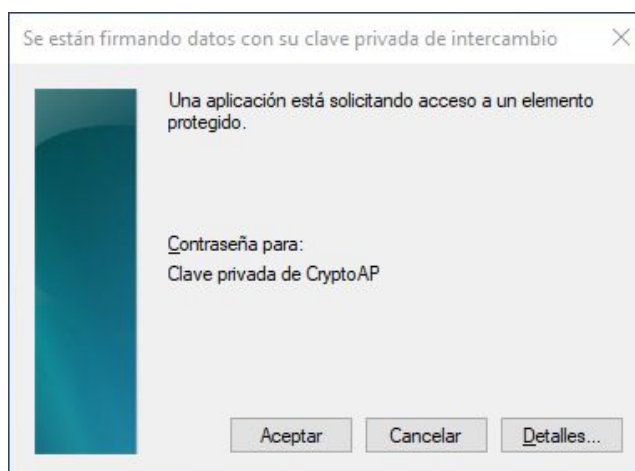 Se están firmando datos con su clave privada de intercambio
Una aplicación está solicitando acceso a un elemento
protegido.
Contraseña para:
Clave privada de CryptoAP
Aceptar Cancelar Detalles...